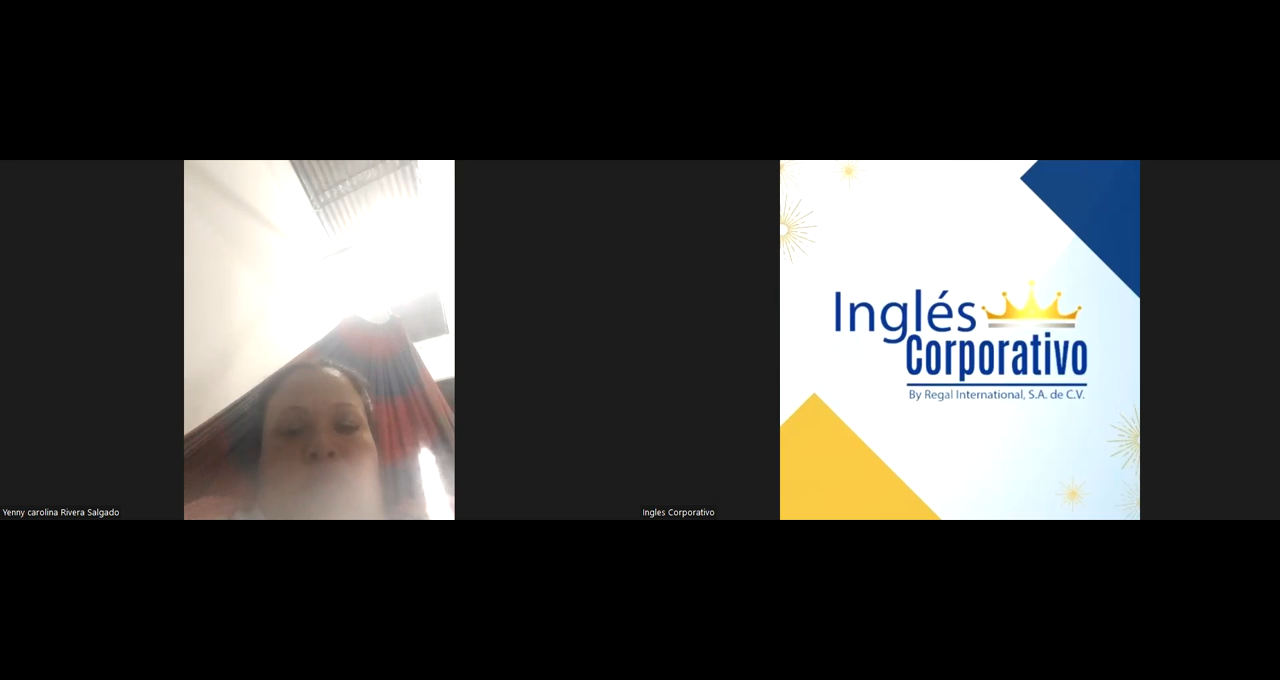 Inglés
Corporativo
By Regal International, S.A. de C.V.
Yenny carolina Rivera Salgado
Ingles Corporativo